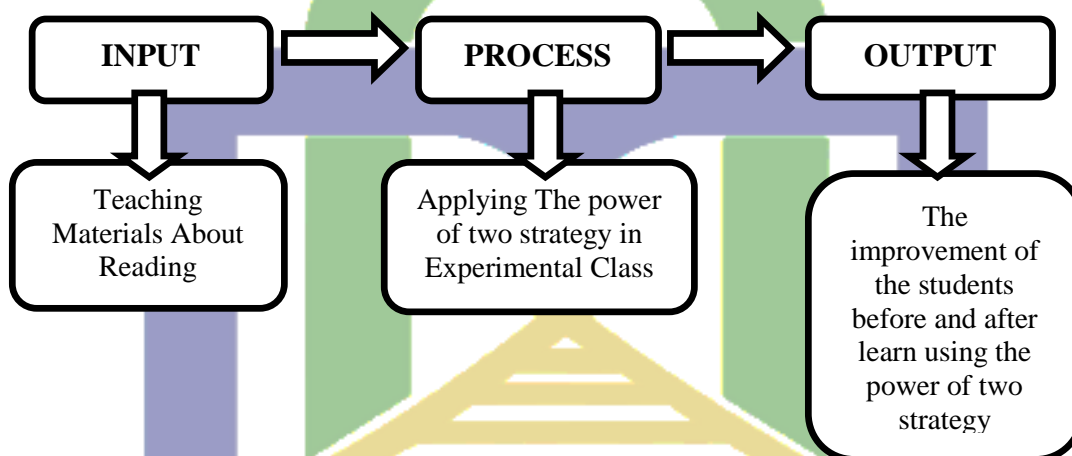 INPUT
PROCESS
OUTPUT
Teaching
Materials About
Reading
Applying The power
of two strategy in
Experimental Class
The
improvement of
the students
before and after
learn using the
power of two
strategy